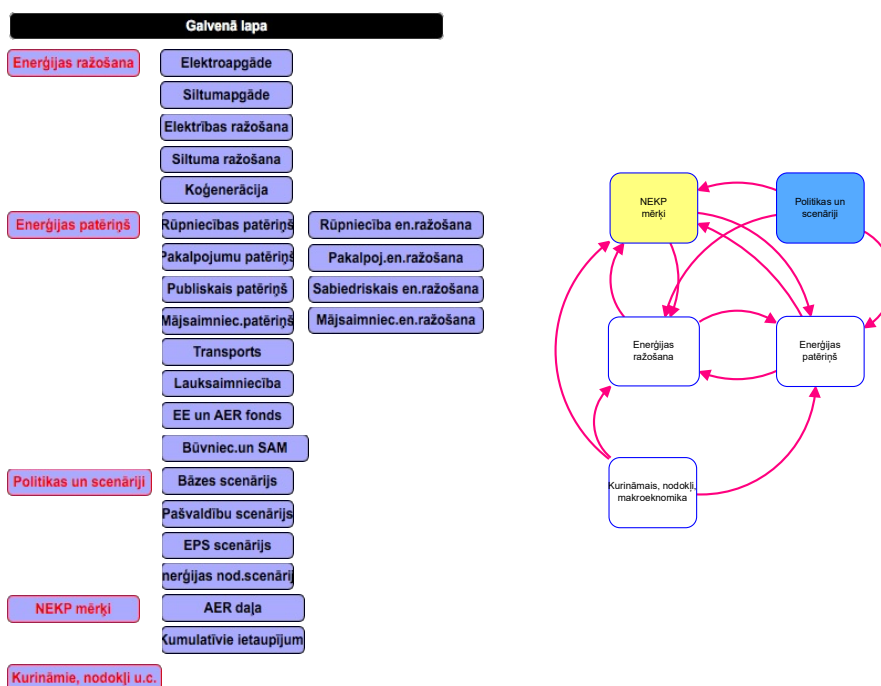 Galvenā lapa
Enerģijas ražošana
Elektroapgāde
Siltumapgāde
Elektrības ražošana
Siltuma ražošana
Koģenerācija
Enerģijas patēriņš
Rūpniecības patēriņš
Rūpniecība en.ražošana
Pakalpojumu patēriņš
Pakalpoj.en.ražošana
Publiskais patēriņš
Sabiedriskais en.ražošana
Mājsaimniec.patēriņš
Mājsaimniec.en.ražošana
Transports
Lauksaimniecība
EE un AER fonds
Būvniec.un SAM
Politikas un scenāriji
Bāzes scenārijs
Pašvaldību scenārijs
EPS scenārijs
nerģijas nod.scenārij
NEKP mērķi
AER daļa
Kumulatīvie ietaupījum
Kurināmie, nodokļi u.c.
NEKP
mērķi
Politikas un
scenāriji
Enerģijas
ražošana
Enerģijas
patēriņš
Kurināmais, nodokļi,
makroeknomika